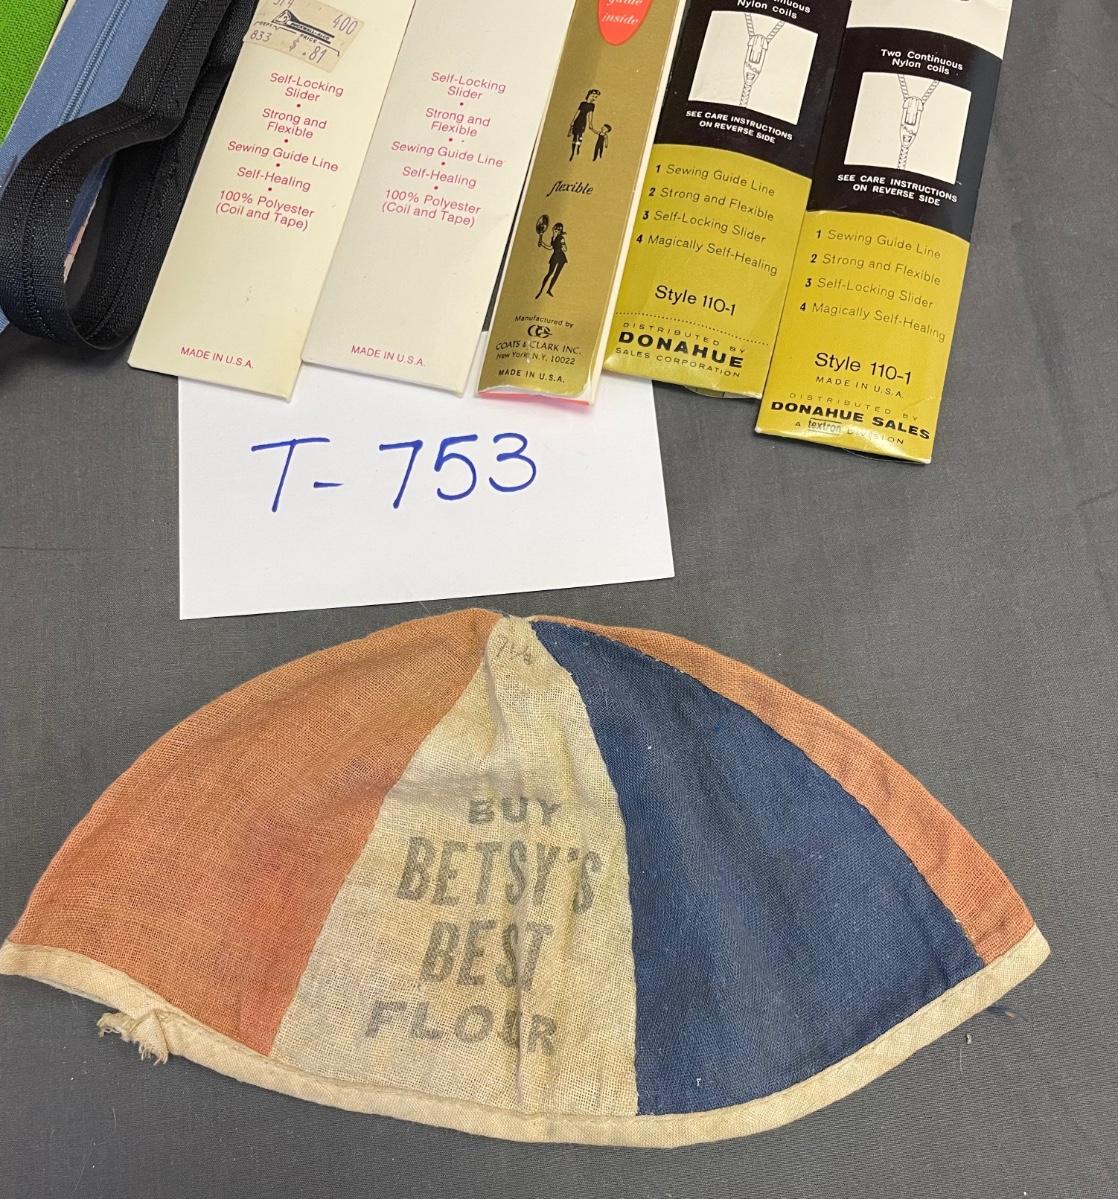 400
833 $.81
Self-Locking
Slider
Strong and
Flexible
Sewing Guide Line
Self-Healing
100% Polyester
(Coil and Tape)
MADE IN U.S.A.
Self-Locking
Slider
Strong and
Flexible
Sewing Guide Line
Self-Healing
100% Polyester
(Coil and Tape)
MADE IN U.S.A.
guide
inside
flexible
Manufactured by
COATS & CLARK INC.
New York, N.Y. 10022
MADE IN U.S.A.
Nylon coils
SEE CARE INSTRUCTIONS
ON REVERSE SIDE
1 Sewing Guide Line
2 Strong and Flexible
3 Self-Locking Slider
4 Magically Self-Healing
Style 110-1
DISTRIBUTED BY
DONAHUE
SALES CORPORATION
Two Continuous
Nylon coils
SEE CARE INSTRUCTIONS
ON REVERSE SIDE
1 Sewing Guide Line
2 Strong and Flexible
3 Self-Locking Slider
4 Magically Self-Healing
Style 110-1
MADE IN U.S.A.
DISTRIBUTED BY
DONAHUE SALES
A textron DIVISION
T-753
BUY
BETSY'S
BEST
FLOUR